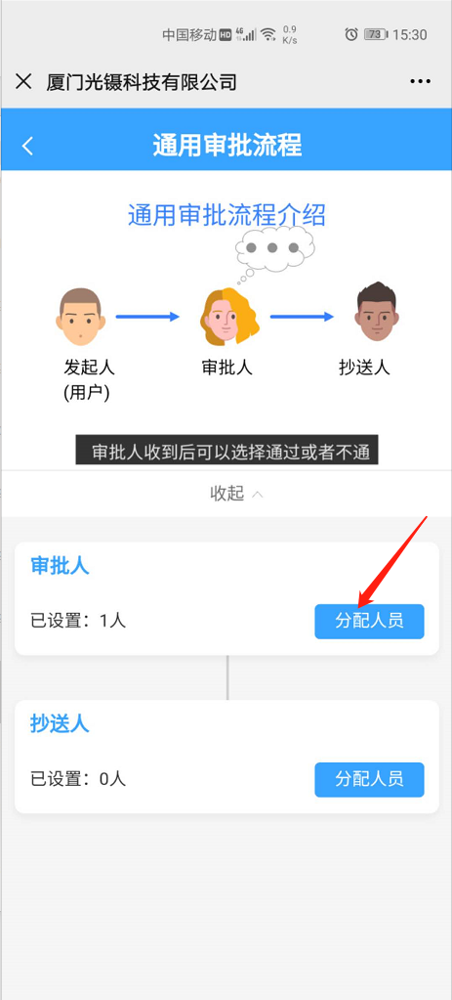 中国移动 HD 4G 0.9 K/s 73 15:30
厦门光镊科技有限公司
通用审批流程
通用审批流程介绍
发起人 审批人 抄送人
(用户)
审批人收到后可以选择通过或者不通
收起
审批人
已设置：1人 分配人员
抄送人
已设置：0人 分配人员